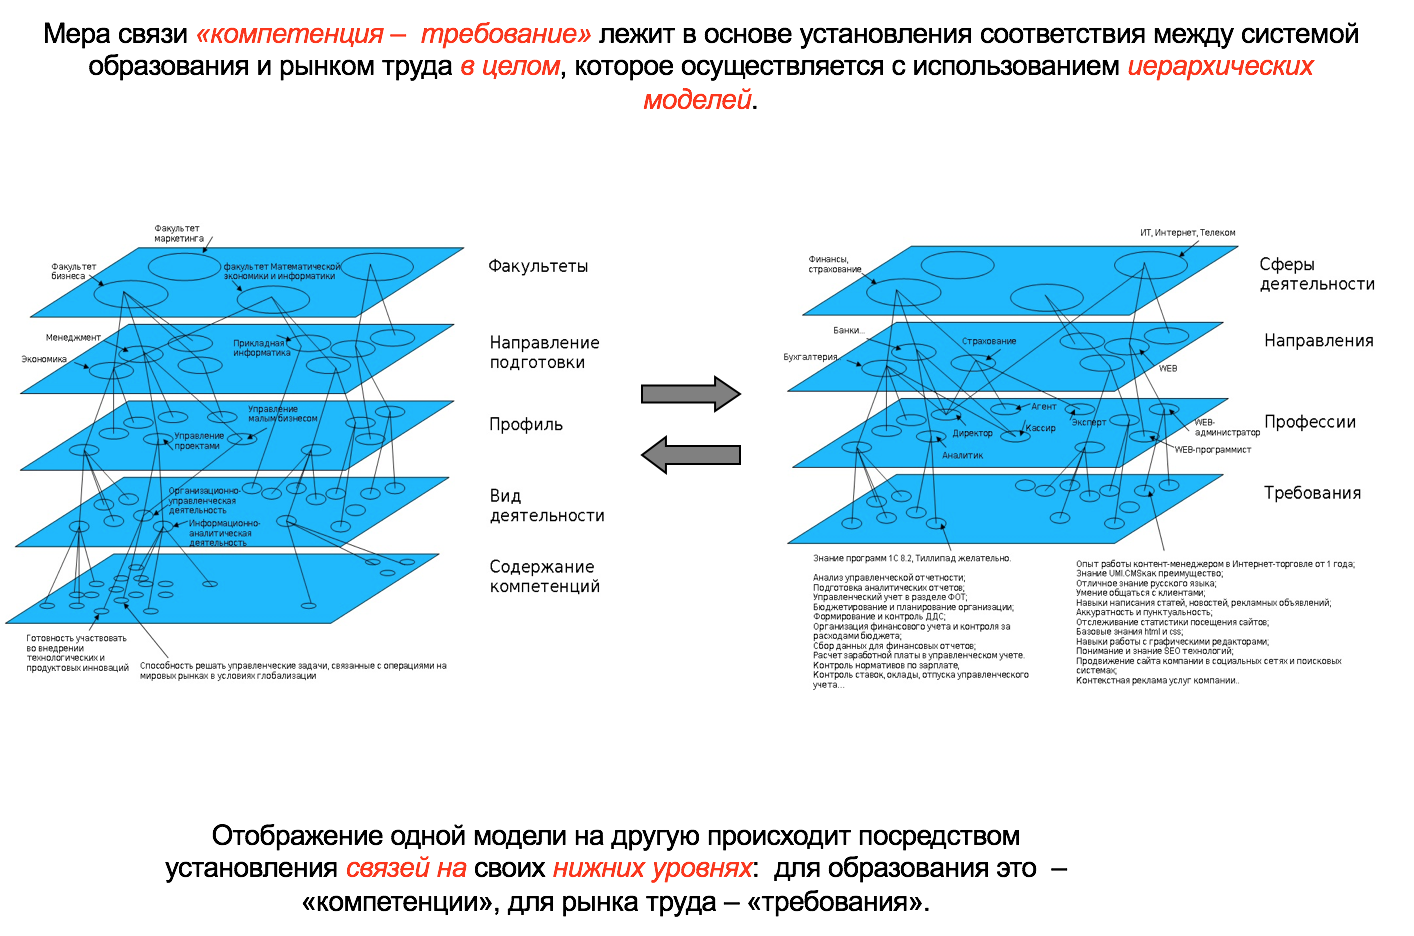 Мера связи «компетенция – требование» лежит в основе установления соответствия между системой
образования и рынком труда в целом, которое осуществляется с использованием иерархических
моделей.
Факультет
маркетинга
Факультет
бизнеса
факультет Математической
экономики и информатики
Факультеты
Менеджмент
Экономика
Прикладная
информатика
Направление
подготовки
Управление
малым бизнесом
Управление
проектами
Профиль
Организационно-
управленческая
деятельность
Информационно-
аналитическая
деятельность
Вид
деятельности
Содержание
компетенций
Готовность участвовать
во внедрении
технологических и
продуктовых инноваций
Способность решать управленческие задачи, связанные с операциями на
мировых рынках в условиях глобализации
ИТ, Интернет, Телеком
Финансы,
страхование
Сферы
деятельности
Банки...
Бухгалтерия
Страхование
WEB
Направления
Агент
Директор
Кассир
Эксперт
Аналитик
WEB-
администратор
WEB-программист
Профессии
Требования
Знание программ 1С 8.2, Тиллипад желательно.
Анализ управленческой отчетности;
Подготовка аналитических отчетов;
Управленческий учет в разделе ФОТ;
Бюджетирование и планирование организации;
Формирование и контроль ДДС;
Организация финансового учета и контроля за
расходами бюджета;
Сбор данных для финансовых отчетов;
Расчет заработной платы в управленческом учете.
Контроль нормативов по зарплате,
Контроль ставок, оклады, отпуска управленческого
учета...
Опыт работы контент-менеджером в Интернет-торговле от 1 года;
Знание UMI.CMSкак преимущество;
Отличное знание русского языка;
Умение общаться с клиентами;
Навыки написания статей, новостей, рекламных объявлений;
Аккуратность и пунктуальность;
Отслеживание статистики посещения сайтов;
Базовые знания html и css;
Навыки работы с графическими редакторами;
Понимание и знание SEO технологий;
Продвижение сайта компании в социальных сетях и поисковых
системах;
Контекстная реклама услуг компании..
Отображение одной модели на другую происходит посредством
установления связей на своих нижних уровнях: для образования это –
«компетенции», для рынка труда – «требования».